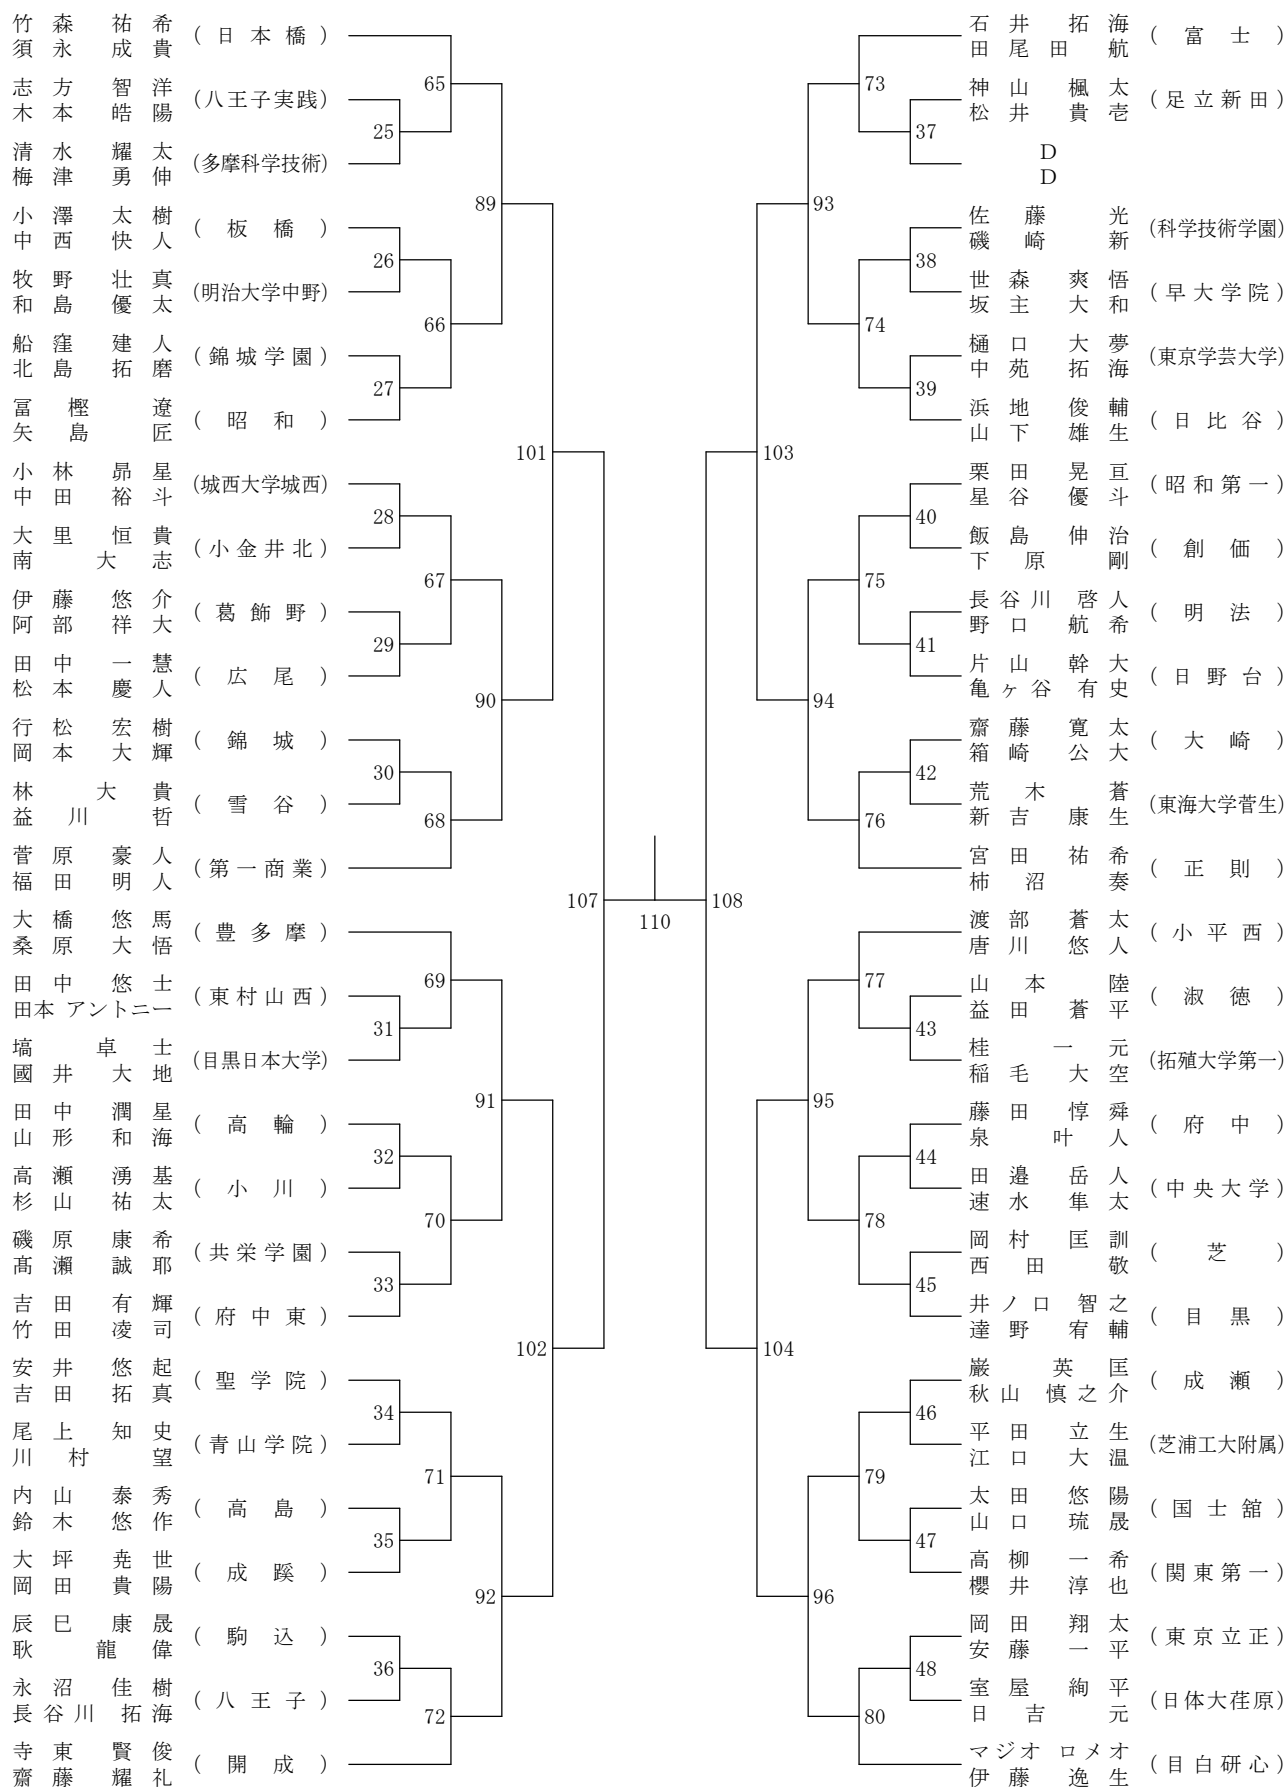 竹森 祐希
須永 成貴
(日本橋)
志方 智洋
木本 皓陽
(八王子実践)
清水 耀太
梅津 勇伸
(多摩科学技術)
小澤 太樹
中西 快人
(板橋)
牧野 壮真
和島 優太
(明治大学中野)
船窪 建人
北島 拓磨
(錦城学園)
冨樫 遼
矢島 匠
(昭和)
小林 昴星
中田 裕斗
(城西大学城西)
大里 恒貴
南 大志
(小金井北)
伊藤 悠介
阿部 祥大
(葛飾野)
田中 一慧
松本 慶人
(広尾)
行松 宏樹
岡本 大輝
(錦城)
林 大貴
益川 哲
(雪谷)
菅原 豪人
福田 明人
(第一商業)
大橋 悠馬
桑原 大悟
(豊多摩)
田中 悠士
田本 アントニー
(東村山西)
塙 卓士
國井 大地
(目黒日本大学)
田中 潤星
山形 和海
(高輪)
高瀬 湧基
杉山 祐太
(小川)
磯原 康希
髙瀨 誠耶
(共栄学園)
吉田 有輝
竹田 凌司
(府中東)
安井 悠起
吉田 拓真
(聖学院)
尾上 知史
川村 望
(青山学院)
内山 泰秀
鈴木 悠作
(高島)
大坪 尭世
岡田 貴陽
(成蹊)
辰巳 康晟
耿 龍偉
(駒込)
永沼 佳樹
長谷川 拓海
(八王子)
寺東 賢俊
齋藤 耀礼
(開成)
65
25
89
26
66
27
101
28
67
29
90
30
68
107
69
31
91
32
70
33
102
34
71
35
92
36
72
110
石井 拓海
田尾田 航
(富士)
神山 楓太
松井 貴壱
(足立新田)
D
D
佐藤 光
磯崎 新
(科学技術学園)
世森 爽悟
坂主 大和
(早大学院)
樋口 大夢
中苑 拓海
(東京学芸大学)
浜地 俊輔
山下 雄生
(日比谷)
栗田 晃亘
星谷 優斗
(昭和第一)
飯島 伸治
下原 剛
(創価)
長谷川 啓人
野口 航希
(明法)
片山 幹大
亀ヶ谷 有史
(日野台)
齋藤 寛太
箱崎 公大
(大崎)
荒木 蒼
新吉 康生
(東海大学菅生)
宮田 祐希
柿沼 奏
(正則)
渡部 蒼太
唐川 悠人
(小平西)
山本 陸
益田 蒼平
(淑徳)
桂 一元
稲毛 大空
(拓殖大学第一)
藤田 惇舜
泉 叶人
(府中)
田邉 岳人
速水 隼太
(中央大学)
岡村 匡訓
西田 敬
(芝)
井ノ口 智之
達野 宥輔
(目黒)
巌 英匡
秋山 慎之介
(成瀬)
平田 立生
江口 大温
(芝浦工大附属)
太田 悠陽
山口 琉晟
(国士舘)
高柳 一希
櫻井 淳也
(関東第一)
岡田 翔太
安藤 一平
(東京立正)
室屋 絢平
日吉 元
(日体大荏原)
マジオ ロメオ
伊藤 逸生
(目白研心)
73
37
93
38
74
39
103
40
75
41
94
42
76
108
77
43
95
44
78
45
104
46
79
47
96
48
80